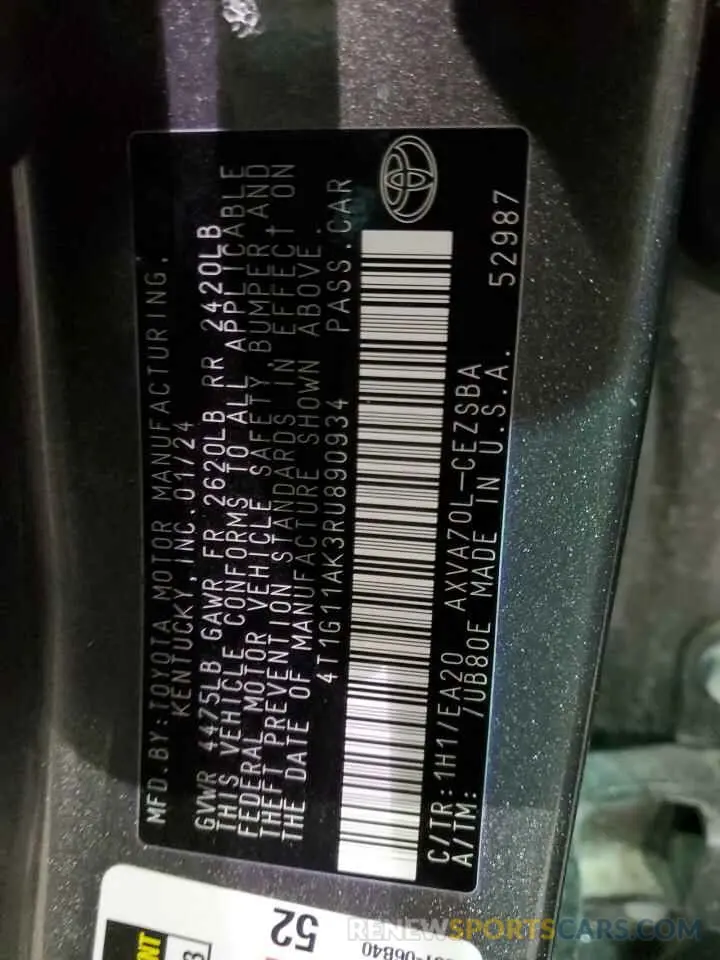 MFD. BY: TOYOTA MOTOR MANUFACTURING,
KENTUCKY, INC. 01/24
GVWR 4475LB GAWR FR 2620LB RR 2420LB
THIS VEHICLE CONFORMS TO ALL APPLICABLE
FEDERAL MOTOR VEHICLE SAFETY, BUMPER AND
THEFT PREVENTION STANDARDS IN EFFECT ON
THE DATE OF MANUFACTURE SHOWN ABOVE.
4T1G11AK3RU890934 PASS. CAR
C/TR: 1H1/EA20 AXVA70L-CEZSBA
A/TM: /UB80E MADE IN U.S.A.
52987
52
RENEWSPORTSCAR.COM